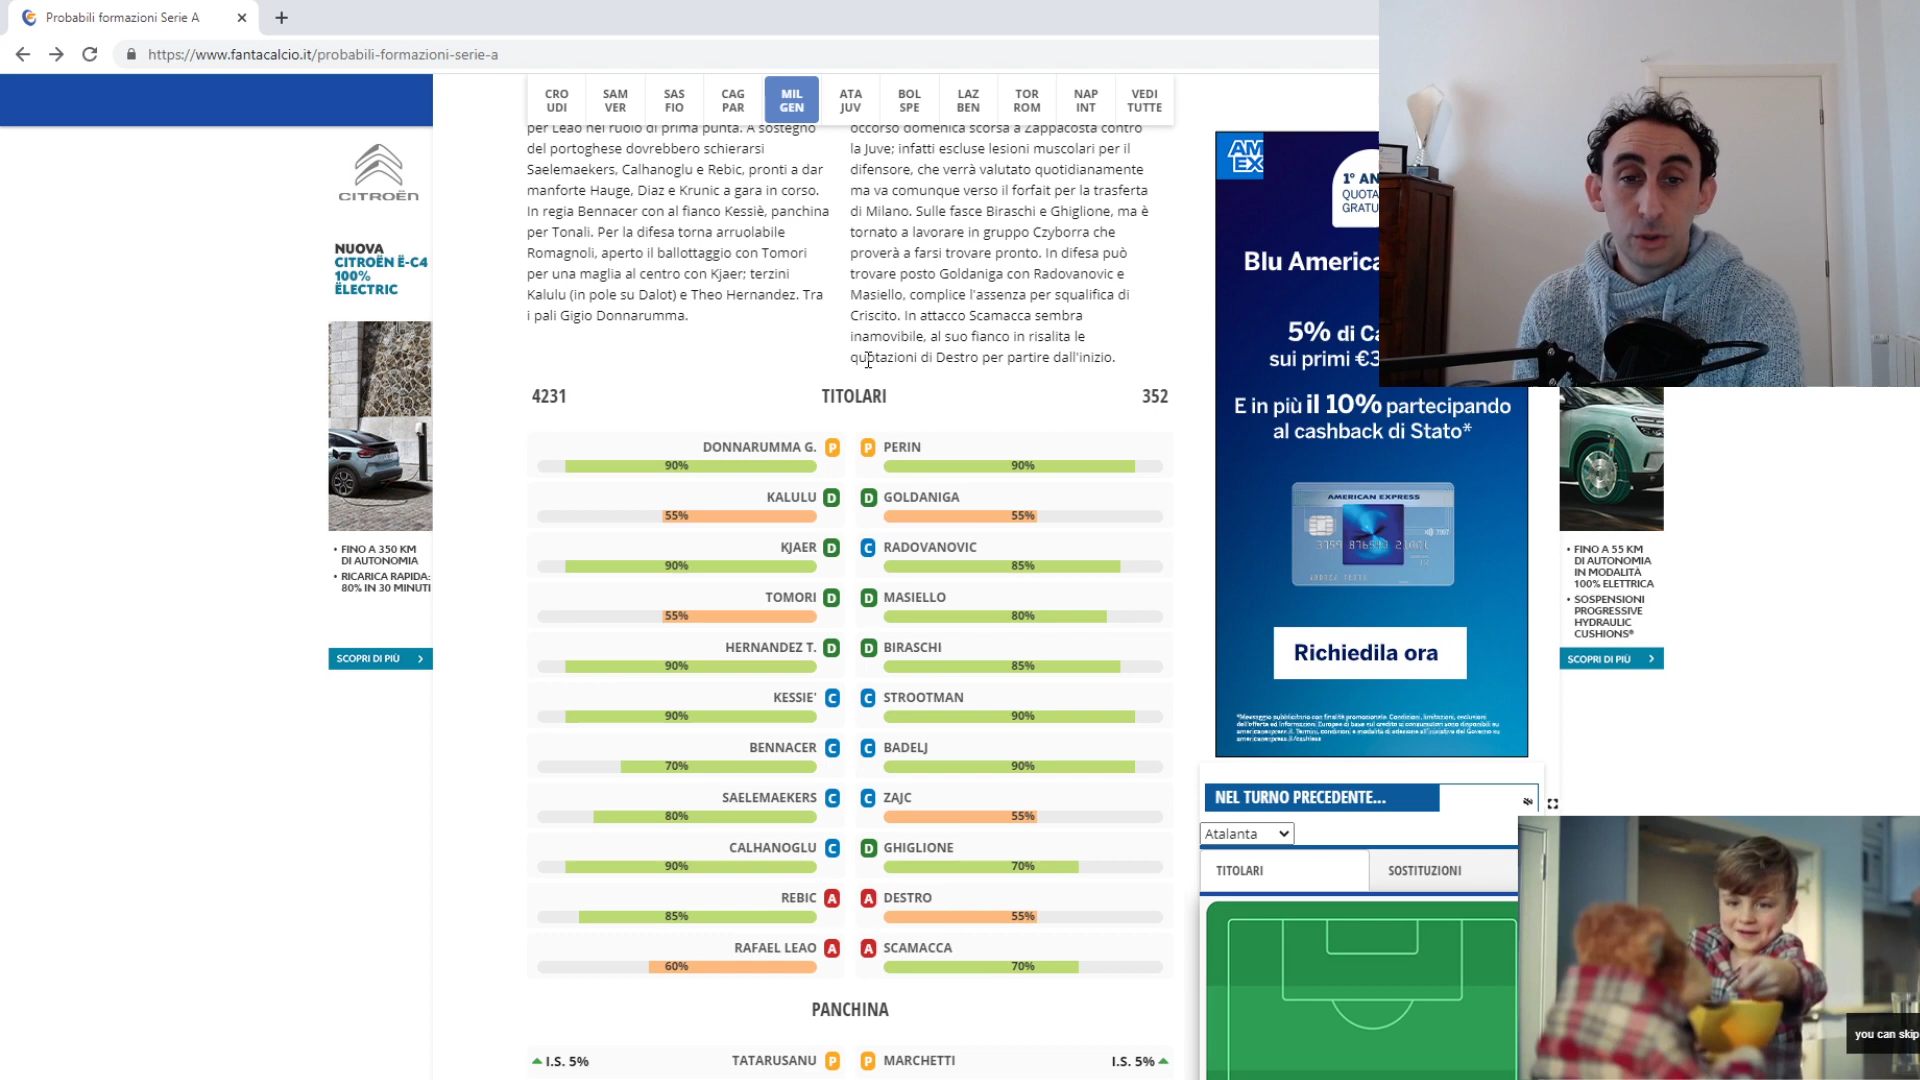 Probabili formazioni Serie A
https://www.fantacalcio.it/probabili-formazioni-serie-a
CRO UDI
SAM VER
SAS FIO
CAG PAR
MIL GEN
ATA JUV
BOL SPE
LAZ BEN
TOR ROM
NAP INT
VEDI TUTTE
per Leao nel ruolo di prima punta. A sostegno
del portoghese dovrebbero schierarsi
Saelemaekers, Calhanoglu e Rebic, pronti a dar
manforte Hauge, Diaz e Krunic a gara in corso.
In regia Bennacer con al fianco Kessiè, panchina
per Tonali. Per la difesa torna arruolabile
Romagnoli, aperto il ballottaggio con Tomori
per una maglia al centro con Kjaer; terzini
Kalulu (in pole su Dalot) e Theo Hernandez. Tra
i pali Gigio Donnarumma.
occorso domenica scorsa a Zappacosta contro
la Juve; infatti escluse lesioni muscolari per il
difensore, che verrà valutato quotidianamente
ma va comunque verso il forfait per la trasferta
di Milano. Sulle fasce Biraschi e Ghiglione, ma è
tornato a lavorare in gruppo Czyborra che
proverà a farsi trovare pronto. In difesa può
trovare posto Goldaniga con Radovanovic e
Masiello, complice l'assenza per squalifica di
Criscito. In attacco Scamacca sembra
inamovibile, al suo fianco in risalita le
quotazioni di Destro per partire dall'inizio.
4231 TITOLARI 352
DONNARUMMA G. P P PERIN
90% 90%
KALULU D D GOLDANIGA
55% 55%
KJAER D C RADOVANOVIC
90% 85%
TOMORI D D MASIELLO
55% 80%
HERNANDEZ T. D D BIRASCHI
90% 85%
KESSIE' C C STROOTMAN
90% 90%
BENNACER C C BADELJ
70% 90%
SAELEMAEKERS C C ZAJC
80% 55%
CALHANOGLU C D GHIGLIONE
90% 70%
REBIC A A DESTRO
85% 55%
RAFAEL LEAO A A SCAMACCA
60% 70%
PANCHINA
I.S. 5% TATARUSANU P P MARCHETTI I.S. 5%
CITROËN
NUOVA
CITROËN Ë-C4
100%
ËLECTRIC
• FINO A 350 KM
DI AUTONOMIA
• RICARICA RAPIDA:
80% IN 30 MINUTI
SCOPRI DI PIÙ
AM
EX
1° AN
QUOTA
GRATU
Blu America
5% di Ca
sui primi €3
E in più il 10% partecipando
al cashback di Stato*
AMERICAN EXPRESS
Richiedila ora
• FINO A 55 KM
DI AUTONOMIA
IN MODALITÀ
100% ELETTRICA
• SOSPENSIONI
PROGRESSIVE
HYDRAULIC
CUSHIONS®
SCOPRI DI PIÙ
NEL TURNO PRECEDENTE...
Atalanta
TITOLARI SOSTITUZIONI
you can skip